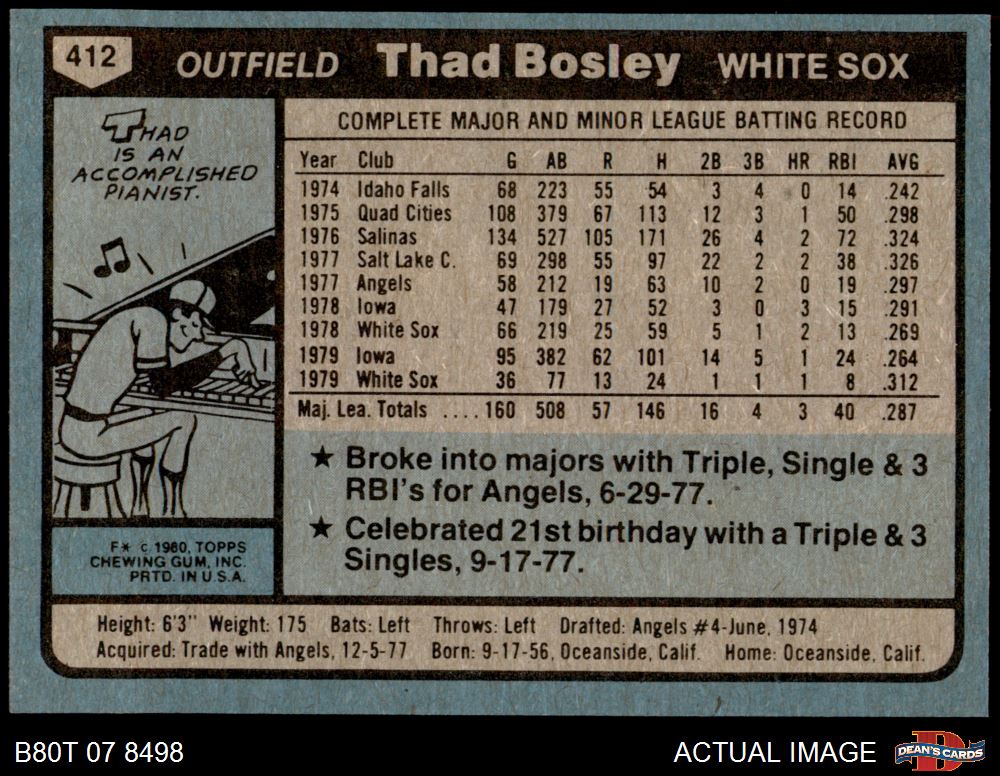 412 OUTFIELD Thad Bosley WHITE SOX
THAD
IS AN
ACCOMPLISHED
PIANIST.
COMPLETE MAJOR AND MINOR LEAGUE BATTING RECORD
Year Club G AB R H 2B 3B HR RBI AVG
1974 Idaho Falls 68 223 55 54 3 4 0 14 .242
1975 Quad Cities 108 379 67 113 12 3 1 50 .298
1976 Salinas 134 527 105 171 26 4 2 72 .324
1977 Salt Lake C. 69 298 55 97 22 2 2 38 .326
1977 Angels 58 212 19 63 10 2 0 19 .297
1978 Iowa 47 179 27 52 3 0 3 15 .291
1978 White Sox 66 219 25 59 5 1 2 13 .269
1979 Iowa 95 382 62 101 14 5 1 24 .264
1979 White Sox 36 77 13 24 1 1 1 8 .312
Maj. Lea. Totals .... 160 508 57 146 16 4 3 40 .287
★ Broke into majors with Triple, Single & 3
RBI's for Angels, 6-29-77.
★ Celebrated 21st birthday with a Triple & 3
Singles, 9-17-77.
F* © 1980, TOPPS
CHEWING GUM, INC.
PRTD. IN U.S.A.
Height: 6'3" Weight: 175 Bats: Left Throws: Left Drafted: Angels #4-June, 1974
Acquired: Trade with Angels, 12-5-77 Born: 9-17-56, Oceanside, Calif. Home: Oceanside, Calif.
B80T 07 8498 ACTUAL IMAGE D DEAN'S CARDS